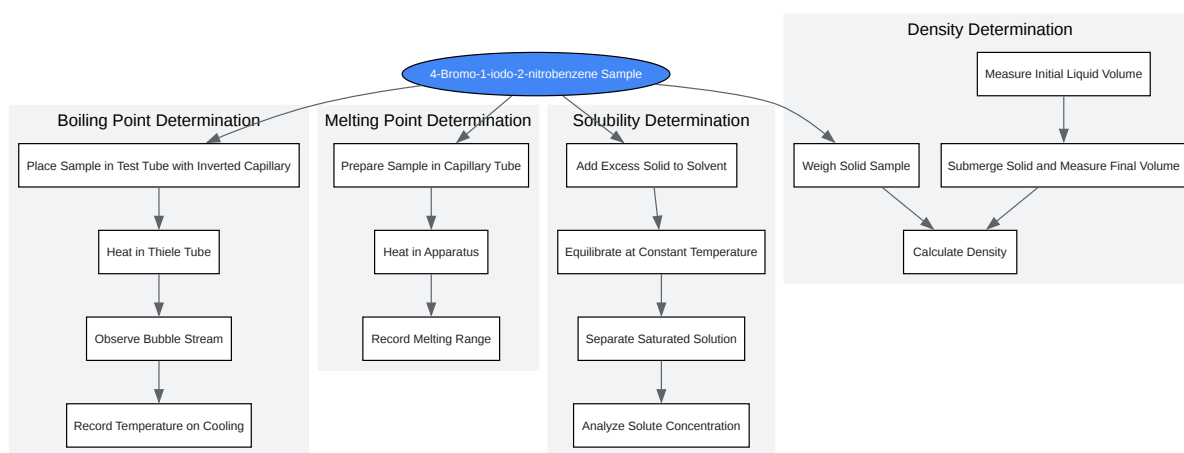 Density Determination
Measure Initial Liquid Volume
4-Bromo-1-iodo-2-nitrobenzene Sample
Boiling Point Determination
Melting Point Determination
Solubility Determination
Place Sample in Test Tube with Inverted Capillary
Prepare Sample in Capillary Tube
Add Excess Solid to Solvent
Weigh Solid Sample
Submerge Solid and Measure Final Volume
Heat in Thiele Tube
Heat in Apparatus
Equilibrate at Constant Temperature
Calculate Density
Observe Bubble Stream
Record Melting Range
Separate Saturated Solution
Record Temperature on Cooling
Analyze Solute Concentration